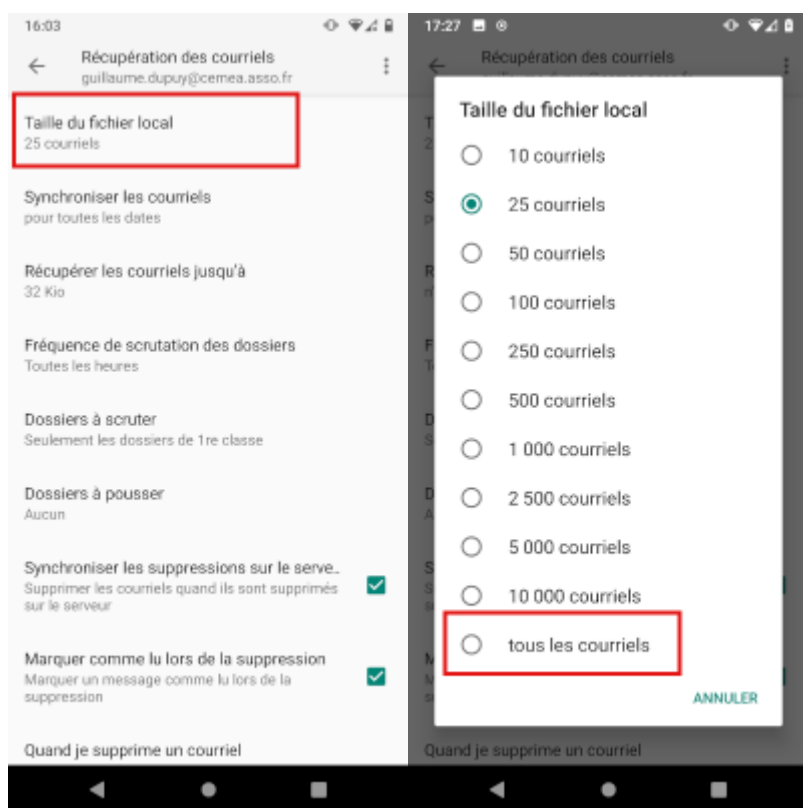 16:03
Récupération des courriels
guillaume.dupuy@cemea.asso.fr
Taille du fichier local
25 courriels
Synchroniser les courriels
pour toutes les dates
Récupérer les courriels jusqu'à
32 Kio
Fréquence de scrutation des dossiers
Toutes les heures
Dossiers à scruter
Seulement les dossiers de 1re classe
Dossiers à pousser
Aucun
Synchroniser les suppressions sur le serve…
Supprimer les courriels quand ils sont supprimés
sur le serveur
Marquer comme lu lors de la suppression
Marquer un message comme lu lors de la
suppression
Quand je supprime un courriel
17:27
Récupération des courriels
Taille du fichier local
10 courriels
25 courriels
50 courriels
100 courriels
250 courriels
500 courriels
1 000 courriels
2 500 courriels
5 000 courriels
10 000 courriels
tous les courriels
ANNULER
Quand je supprime un courriel